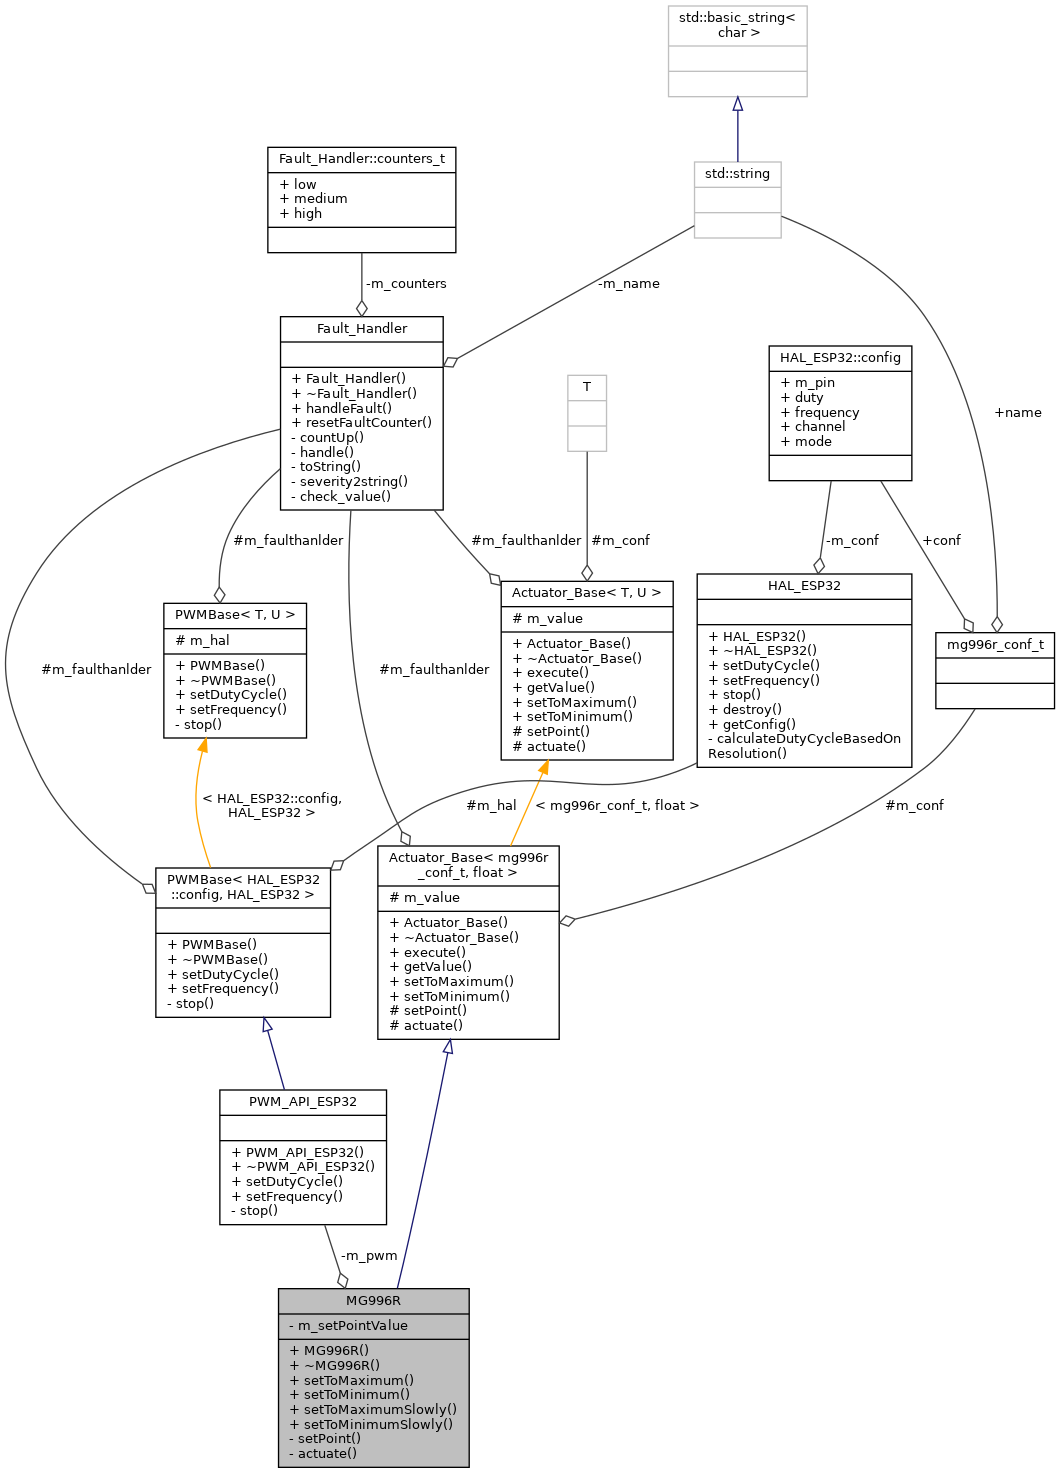 std::basic_string<
char >
std::string
Fault_Handler::counters_t
+ low
+ medium
+ high
-m_counters
-m_name
+name
Fault_Handler
+ Fault_Handler()
+ ~Fault_Handler()
+ handleFault()
+ resetFaultCounter()
- countUp()
- handle()
- toString()
- severity2string()
- check_value()
T
HAL_ESP32::config
+ m_pin
+ duty
+ frequency
+ channel
+ mode
#m_faulthanlder
#m_faulthanlder
#m_conf
-m_conf
+conf
PWMBase< T, U >
# m_hal
+ PWMBase()
+ ~PWMBase()
+ setDutyCycle()
+ setFrequency()
- stop()
Actuator_Base< T, U >
# m_value
+ Actuator_Base()
+ ~Actuator_Base()
+ execute()
+ getValue()
+ setToMaximum()
+ setToMinimum()
# setPoint()
# actuate()
HAL_ESP32
+ HAL_ESP32()
+ ~HAL_ESP32()
+ setDutyCycle()
+ setFrequency()
+ stop()
+ destroy()
+ getConfig()
- calculateDutyCycleBasedOn
Resolution()
mg996r_conf_t
#m_faulthanlder
#m_faulthanlder
< HAL_ESP32::config,
HAL_ESP32 >
#m_hal
< mg996r_conf_t, float >
#m_conf
PWMBase< HAL_ESP32
::config, HAL_ESP32 >
+ PWMBase()
+ ~PWMBase()
+ setDutyCycle()
+ setFrequency()
- stop()
Actuator_Base< mg996r
_conf_t, float >
# m_value
+ Actuator_Base()
+ ~Actuator_Base()
+ execute()
+ getValue()
+ setToMaximum()
+ setToMinimum()
# setPoint()
# actuate()
PWM_API_ESP32
+ PWM_API_ESP32()
+ ~PWM_API_ESP32()
+ setDutyCycle()
+ setFrequency()
- stop()
-m_pwm
MG996R
- m_setPointValue
+ MG996R()
+ ~MG996R()
+ setToMaximum()
+ setToMinimum()
+ setToMaximumSlowly()
+ setToMinimumSlowly()
- setPoint()
- actuate()